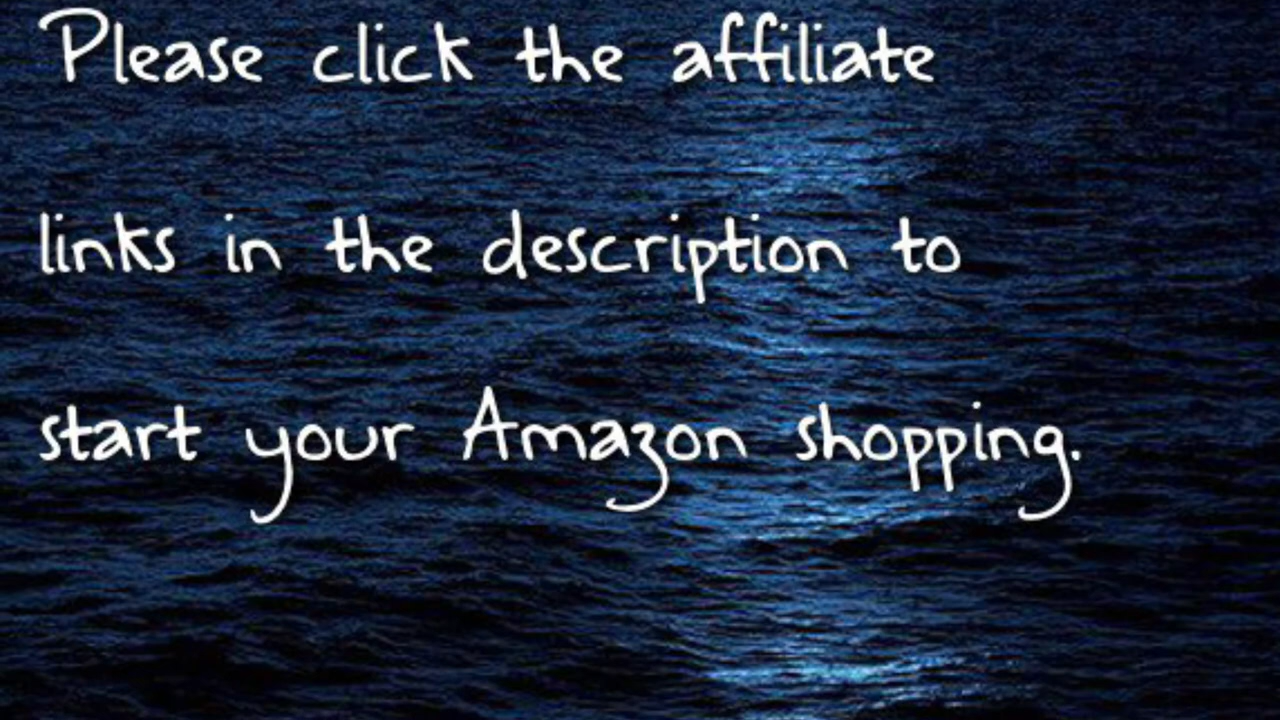 Please click the affiliate
links in the description to
start your Amazon shopping.